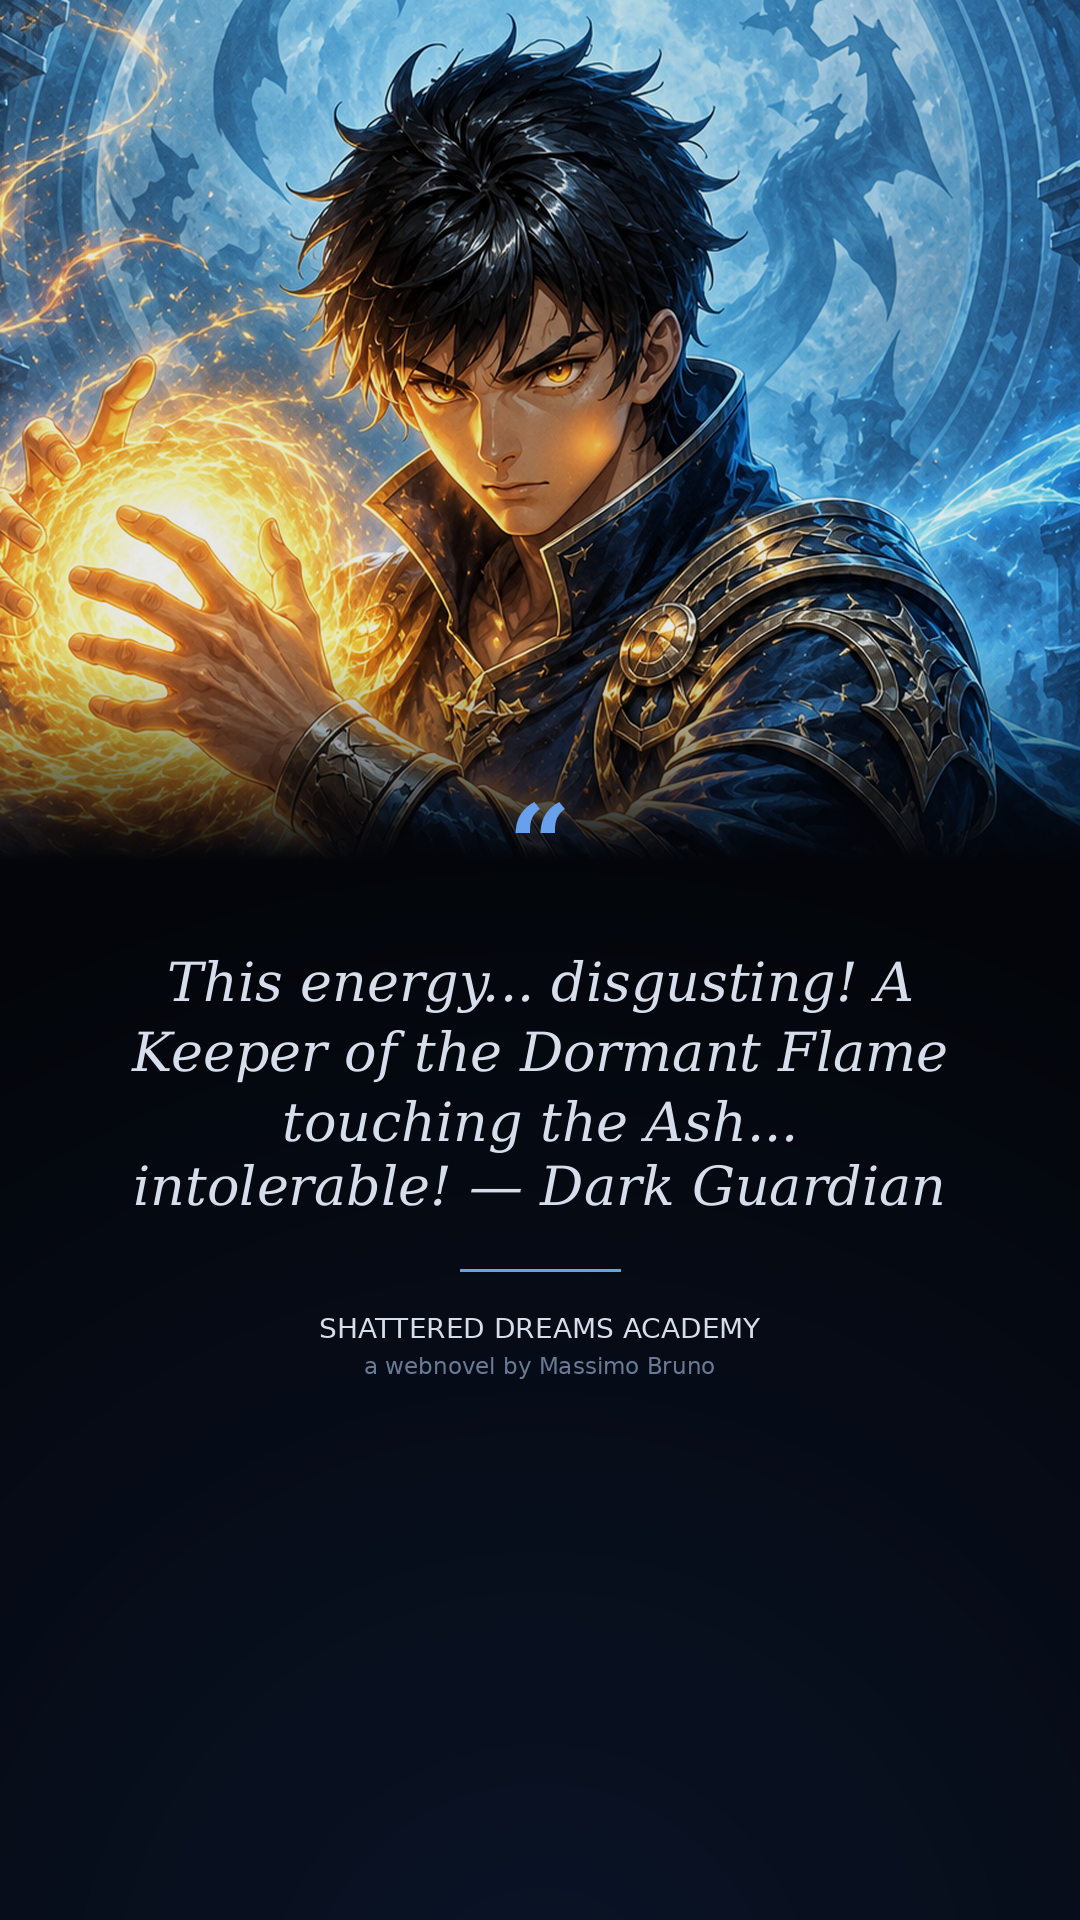 “
This energy... disgusting! A
Keeper of the Dormant Flame
touching the Ash...
intolerable! — Dark Guardian
SHATTERED DREAMS ACADEMY
a webnovel by Massimo Bruno